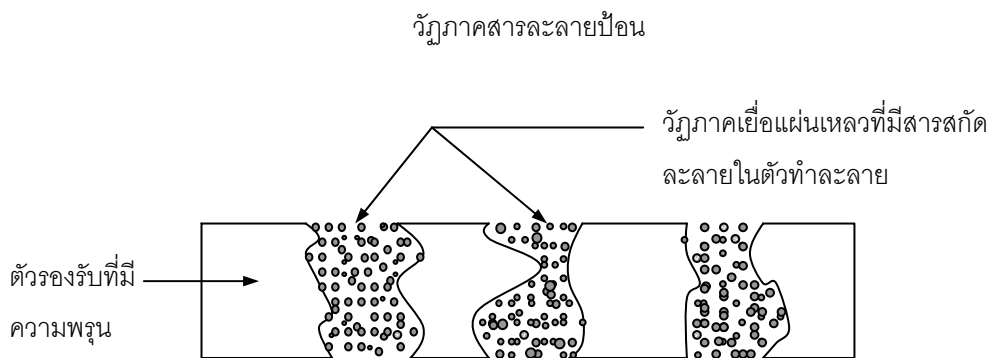 วัฏภาคสารละลายป้อน
วัฏภาคเยื่อแผ่นเหลวที่มีสารสกัด
ละลายในตัวทำละลาย
ตัวรองรับที่มี
ความพรุน